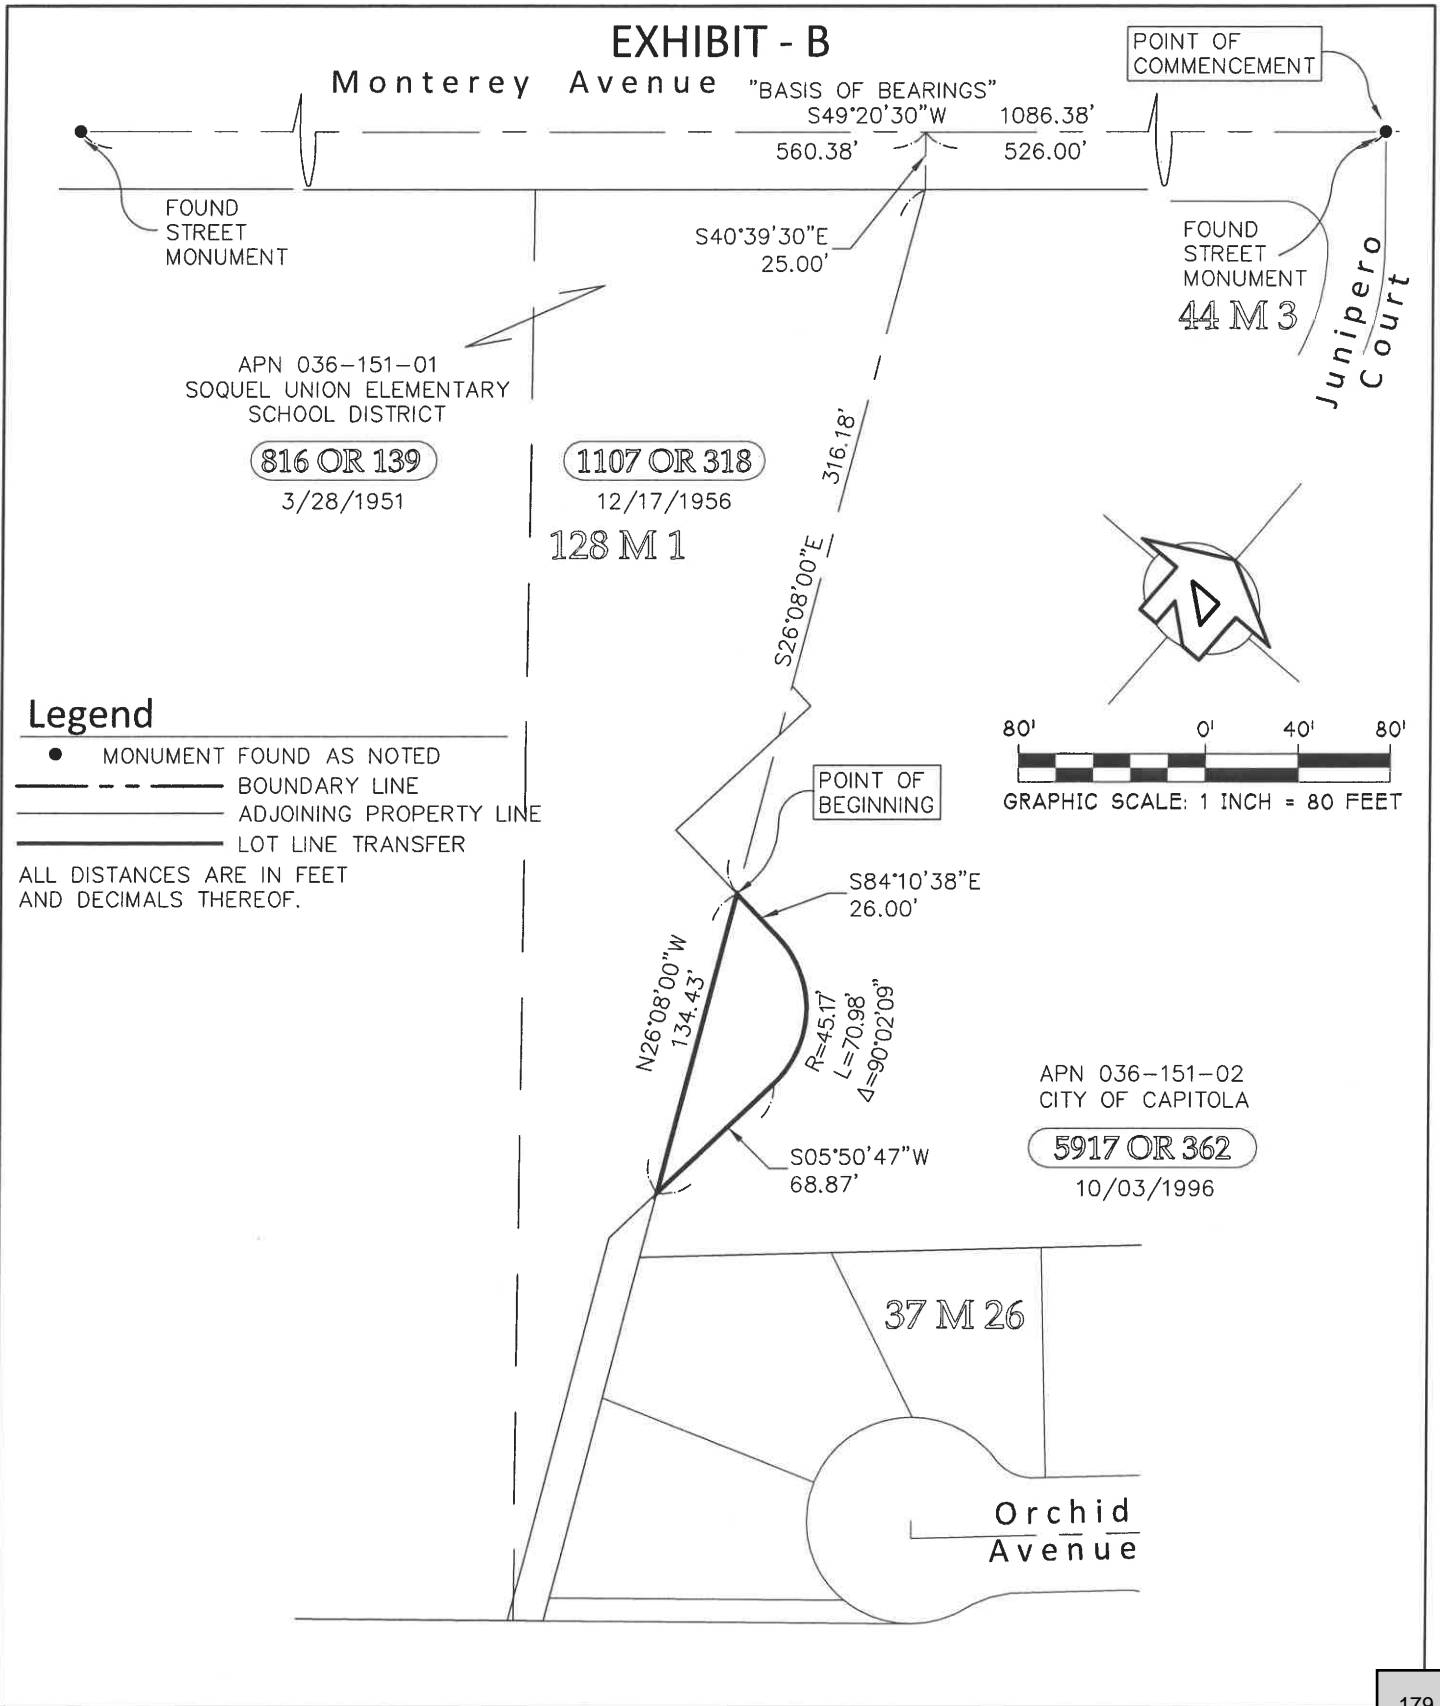 EXHIBIT - B
Monterey Avenue
"BASIS OF BEARINGS"
S49°20'30"W 1086.38'
560.38' 526.00'
POINT OF
COMMENCEMENT
FOUND
STREET
MONUMENT
S40°39'30"E
25.00'
FOUND
STREET
MONUMENT
44 M 3
Junipero
Court
APN 036-151-01
SOQUEL UNION ELEMENTARY
SCHOOL DISTRICT
816 OR 139
3/28/1951
1107 OR 318
12/17/1956
128 M 1
316.18'
S26°08'00"E
Legend
MONUMENT FOUND AS NOTED
BOUNDARY LINE
ADJOINING PROPERTY LINE
LOT LINE TRANSFER
ALL DISTANCES ARE IN FEET
AND DECIMALS THEREOF.
80' 0' 40' 80'
GRAPHIC SCALE: 1 INCH = 80 FEET
POINT OF
BEGINNING
S84°10'38"E
26.00'
N26°08'00"W
134.43'
R=45.17'
L=70.98'
Δ=90°02'09"
S05°50'47"W
68.87'
APN 036-151-02
CITY OF CAPITOLA
5917 OR 362
10/03/1996
37 M 26
Orchid
Avenue
179